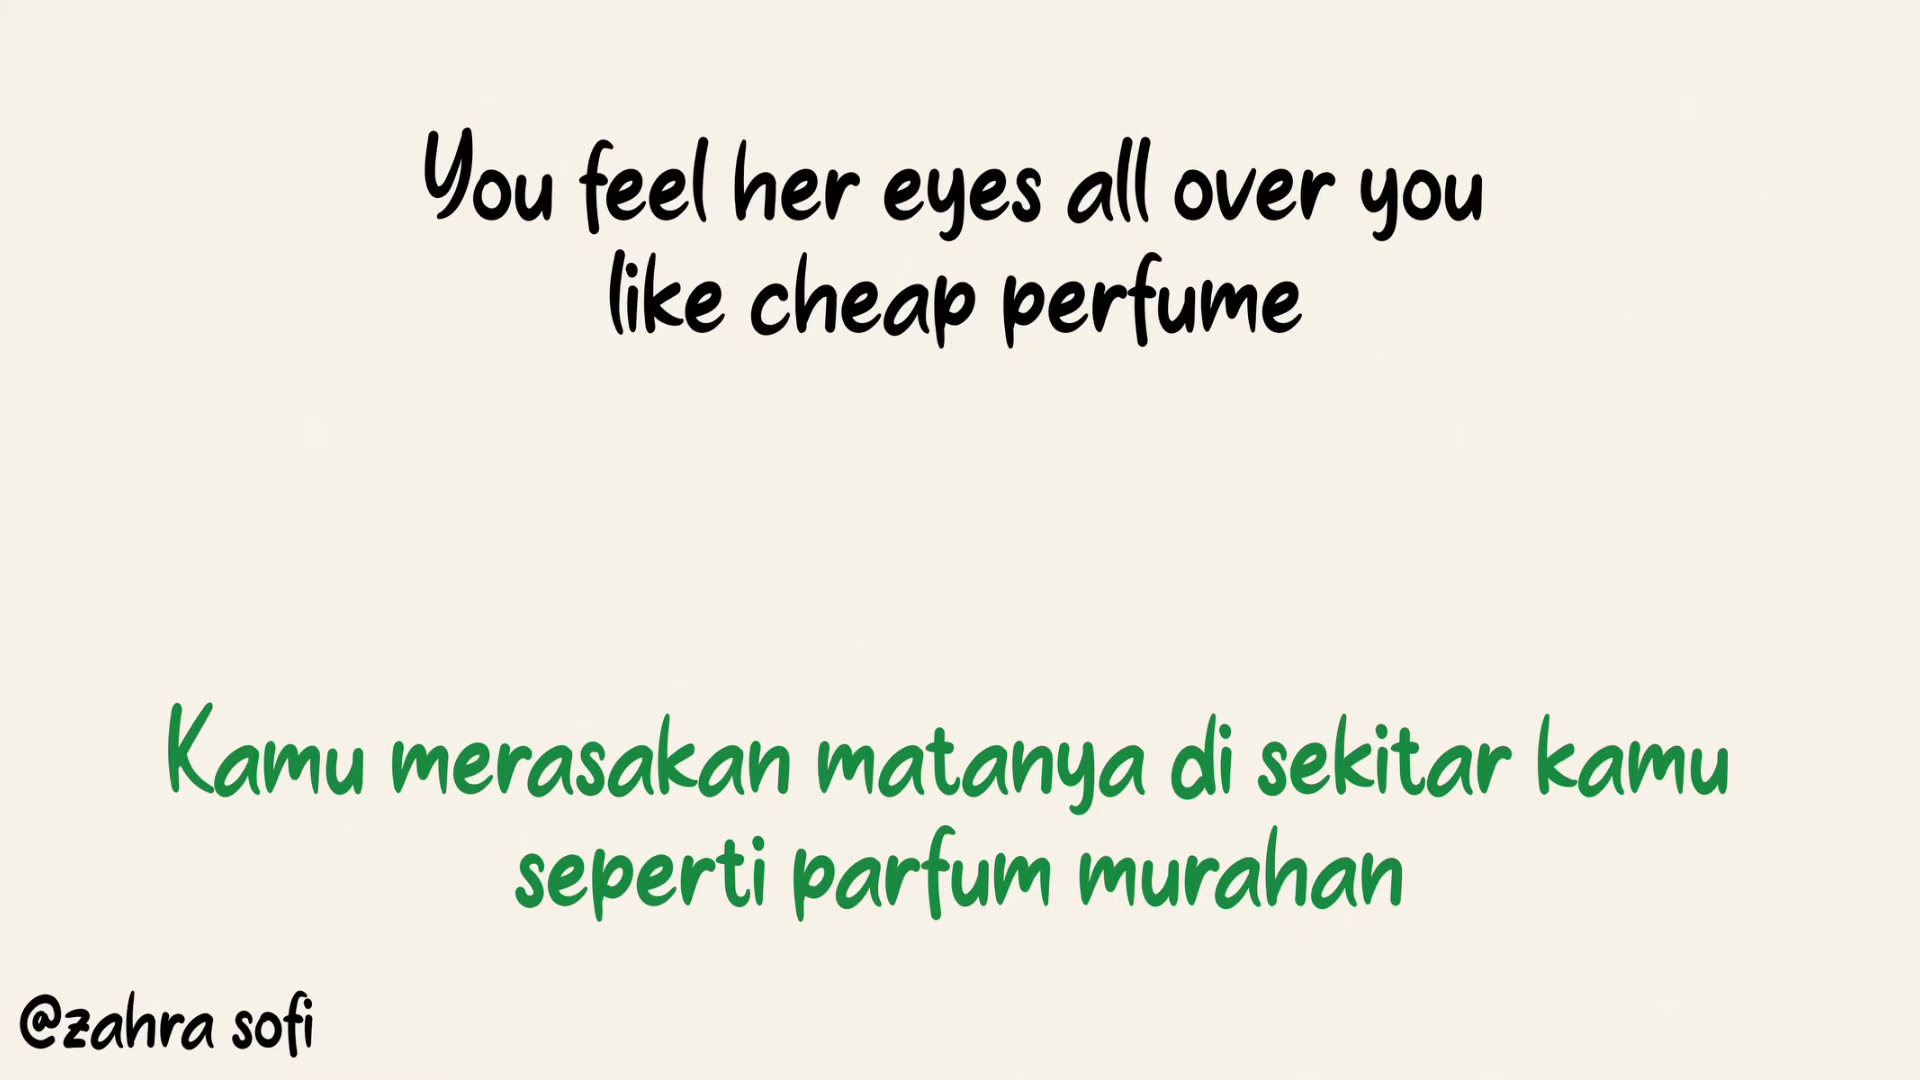 You feel her eyes all over you
like cheap perfume
Kamu merasakan matanya di sekitar kamu
seperti parfum murahan
@zahra sofi